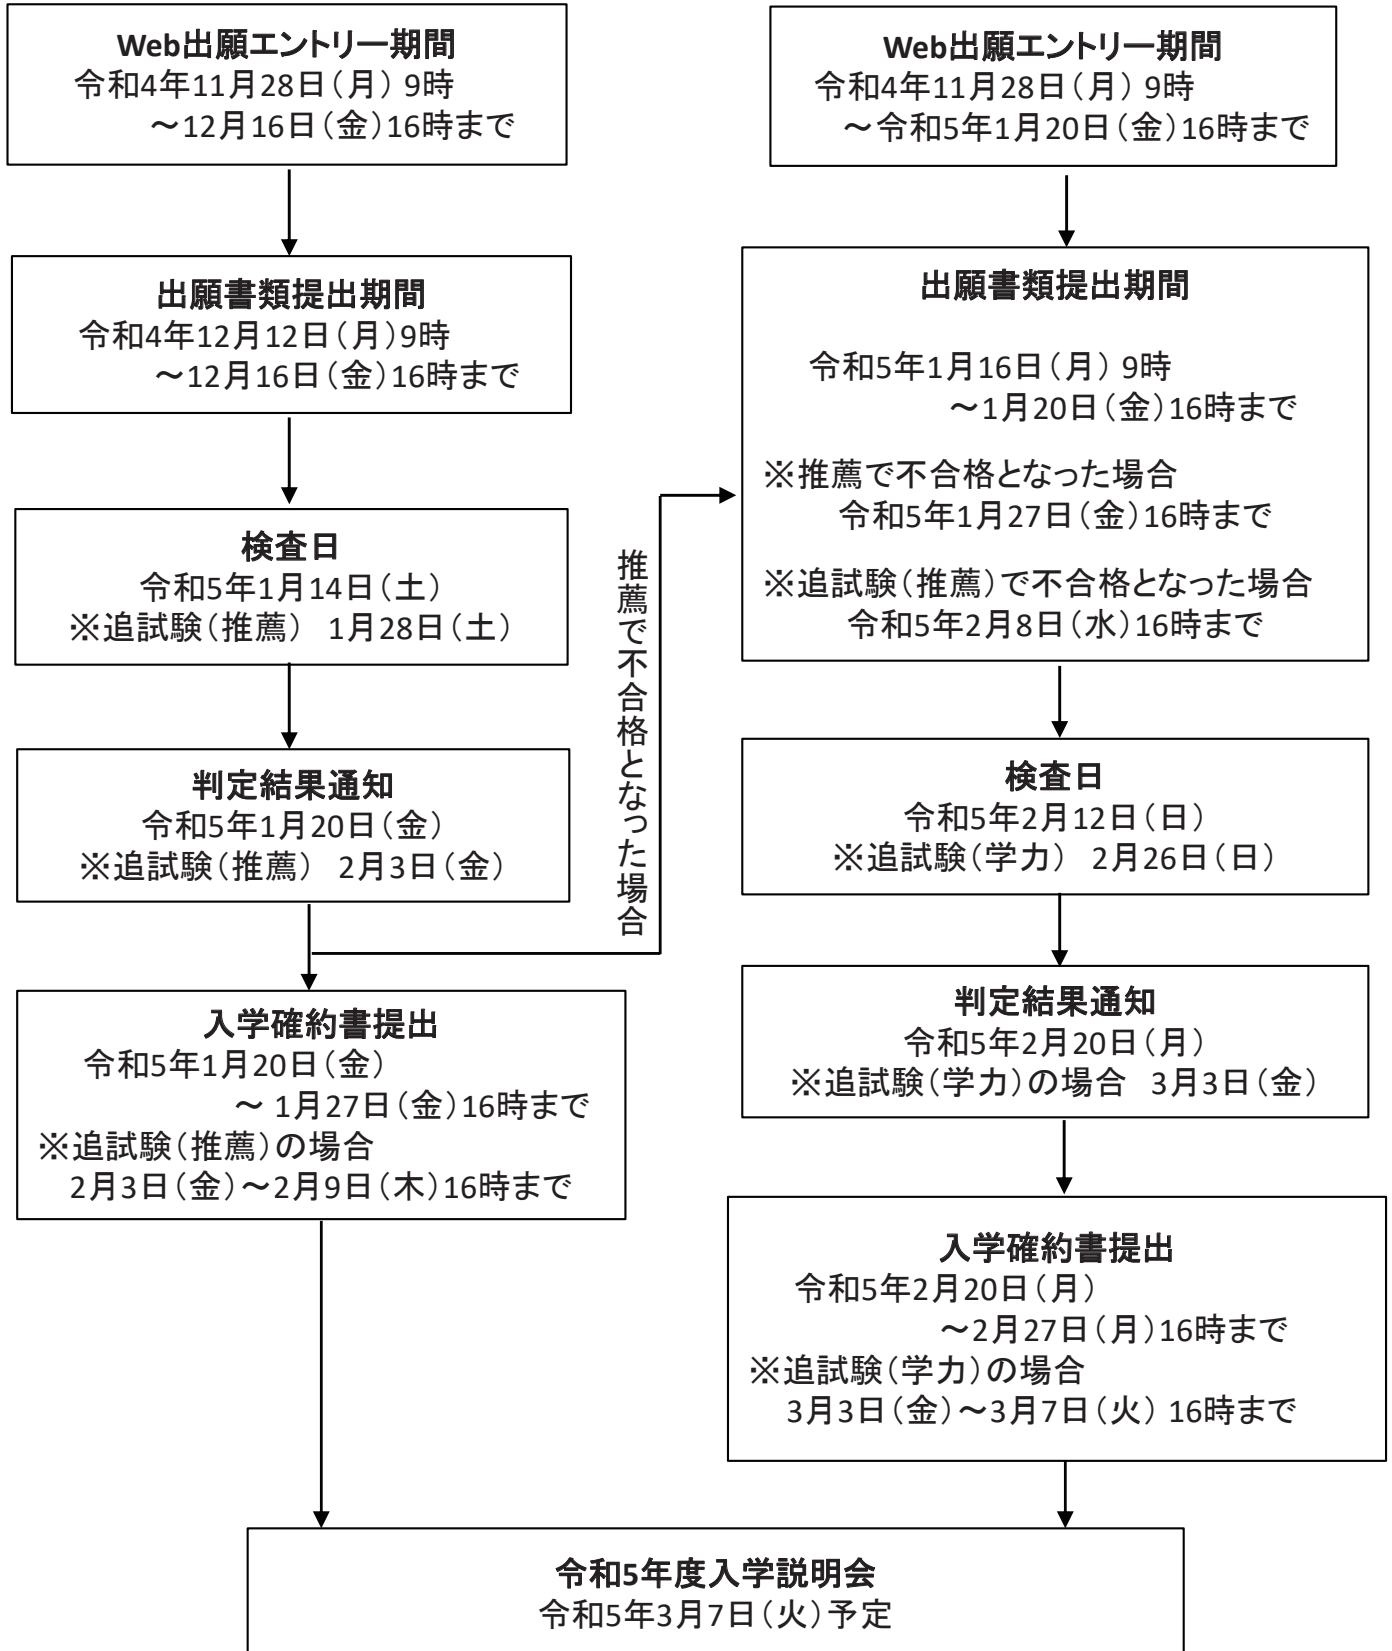 Web出願エントリー期間
令和4年11月28日(月) 9時
～12月16日(金)16時まで
出願書類提出期間
令和4年12月12日(月)9時
～12月16日(金)16時まで
検査日
令和5年1月14日(土)
※追試験(推薦) 1月28日(土)
判定結果通知
令和5年1月20日(金)
※追試験(推薦) 2月3日(金)
入学確約書提出
令和5年1月20日(金)
～ 1月27日(金)16時まで
※追試験(推薦)の場合
2月3日(金)～2月9日(木)16時まで
推薦で不合格となった場合
Web出願エントリー期間
令和4年11月28日(月) 9時
～令和5年1月20日(金)16時まで
出願書類提出期間
令和5年1月16日(月) 9時
～1月20日(金)16時まで
※推薦で不合格となった場合
令和5年1月27日(金)16時まで
※追試験(推薦)で不合格となった場合
令和5年2月8日(水)16時まで
検査日
令和5年2月12日(日)
※追試験(学力) 2月26日(日)
判定結果通知
令和5年2月20日(月)
※追試験(学力)の場合 3月3日(金)
入学確約書提出
令和5年2月20日(月)
～2月27日(月)16時まで
※追試験(学力)の場合
3月3日(金)～3月7日(火) 16時まで
令和5年度入学説明会
令和5年3月7日(火)予定